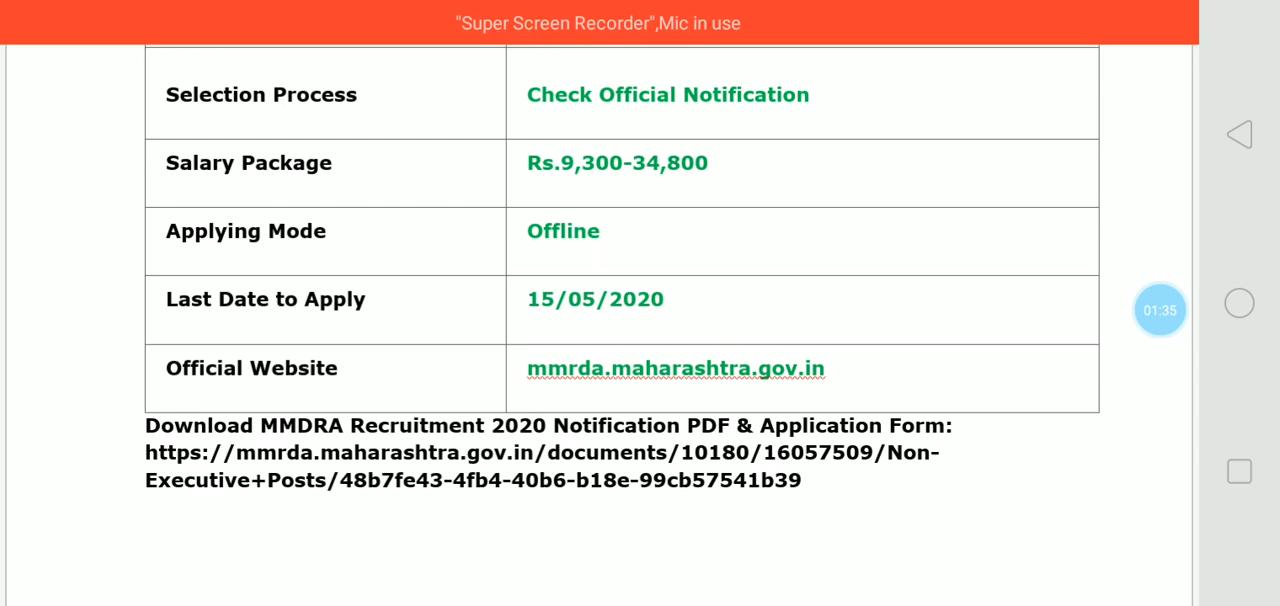 "Super Screen Recorder",Mic in use
Selection Process Check Official Notification
Salary Package Rs.9,300-34,800
Applying Mode Offline
Last Date to Apply 15/05/2020
01:35
Official Website mmrda.maharashtra.gov.in
Download MMDRA Recruitment 2020 Notification PDF & Application Form:
https://mmrda.maharashtra.gov.in/documents/10180/16057509/Non-
Executive+Posts/48b7fe43-4fb4-40b6-b18e-99cb57541b39